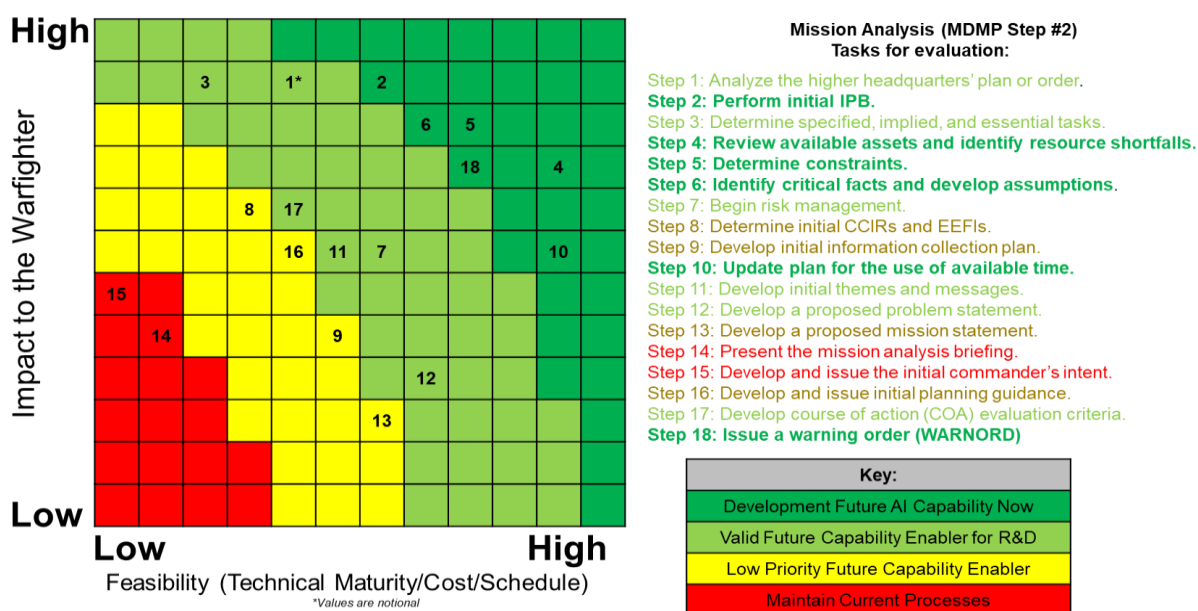 High
3 1* 2
6 5
18 4
8 17
16 11 7 10
15
14 9
12
13
Low
Impact to the Warfighter
Low High
Feasibility (Technical Maturity/Cost/Schedule)
*Values are notional
Mission Analysis (MDMP Step #2)
Tasks for evaluation:
Step 1: Analyze the higher headquarters’ plan or order.
Step 2: Perform initial IPB.
Step 3: Determine specified, implied, and essential tasks.
Step 4: Review available assets and identify resource shortfalls.
Step 5: Determine constraints.
Step 6: Identify critical facts and develop assumptions.
Step 7: Begin risk management.
Step 8: Determine initial CCIRs and EEFIs.
Step 9: Develop initial information collection plan.
Step 10: Update plan for the use of available time.
Step 11: Develop initial themes and messages.
Step 12: Develop a proposed problem statement.
Step 13: Develop a proposed mission statement.
Step 14: Present the mission analysis briefing.
Step 15: Develop and issue the initial commander’s intent.
Step 16: Develop and issue initial planning guidance.
Step 17: Develop course of action (COA) evaluation criteria.
Step 18: Issue a warning order (WARNORD)
Key:
Development Future AI Capability Now
Valid Future Capability Enabler for R&D
Low Priority Future Capability Enabler
Maintain Current Processes